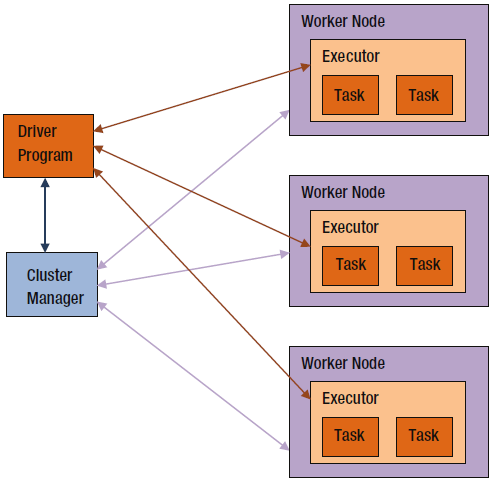 Worker Node
Executor
Task Task
Driver
Program
Worker Node
Executor
Task Task
Cluster
Manager
Worker Node
Executor
Task Task